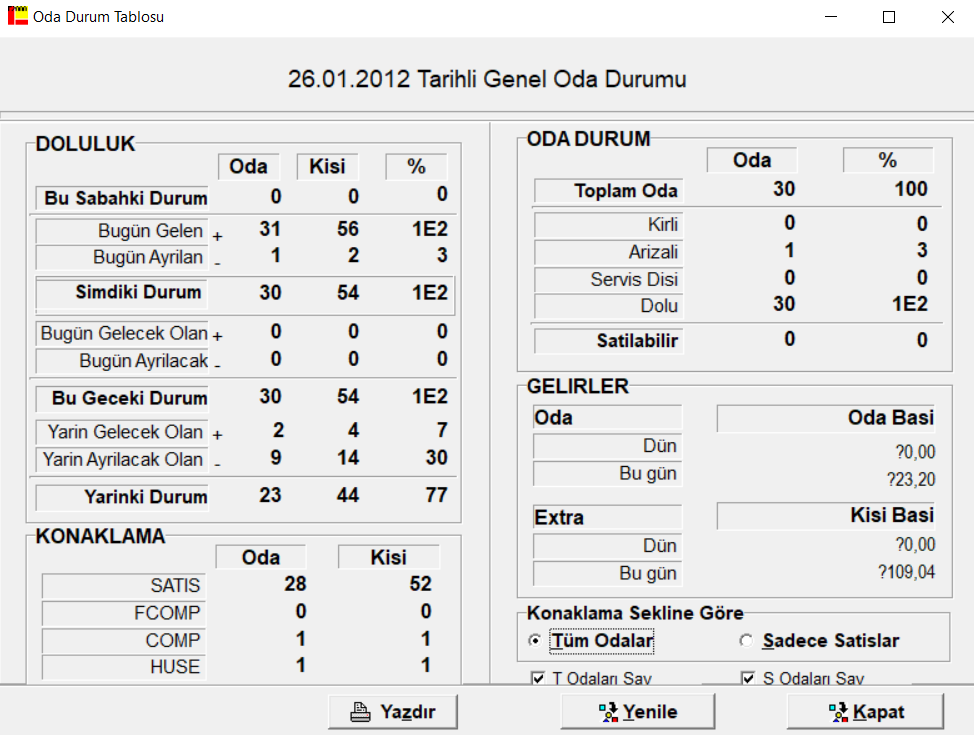 Oda Durum Tablosu
26.01.2012 Tarihli Genel Oda Durumu
DOLULUK
Oda Kisi %
Bu Sabahki Durum 0 0 0
Bugün Gelen + 31 56 1E2
Bugün Ayrilan - 1 2 3
Simdiki Durum 30 54 1E2
Bugün Gelecek Olan + 0 0 0
Bugün Ayrilacak - 0 0 0
Bu Geceki Durum 30 54 1E2
Yarin Gelecek Olan + 2 4 7
Yarin Ayrilacak Olan - 9 14 30
Yarinki Durum 23 44 77
KONAKLAMA
Oda Kisi
SATIS 28 52
FCOMP 0 0
COMP 1 1
HUSE 1 1
ODA DURUM
Oda %
Toplam Oda 30 100
Kirli 0 0
Arizali 1 3
Servis Disi 0 0
Dolu 30 1E2
Satilabilir 0 0
GELIRLER
Oda Oda Basi
Dün ?0,00
Bu gün ?23,20
Extra Kisi Basi
Dün ?0,00
Bu gün ?109,04
Konaklama Sekline Göre
Tüm Odalar Sadece Satislar
T Odaları Say S Odaları Say
Yazdır Yenile Kapat